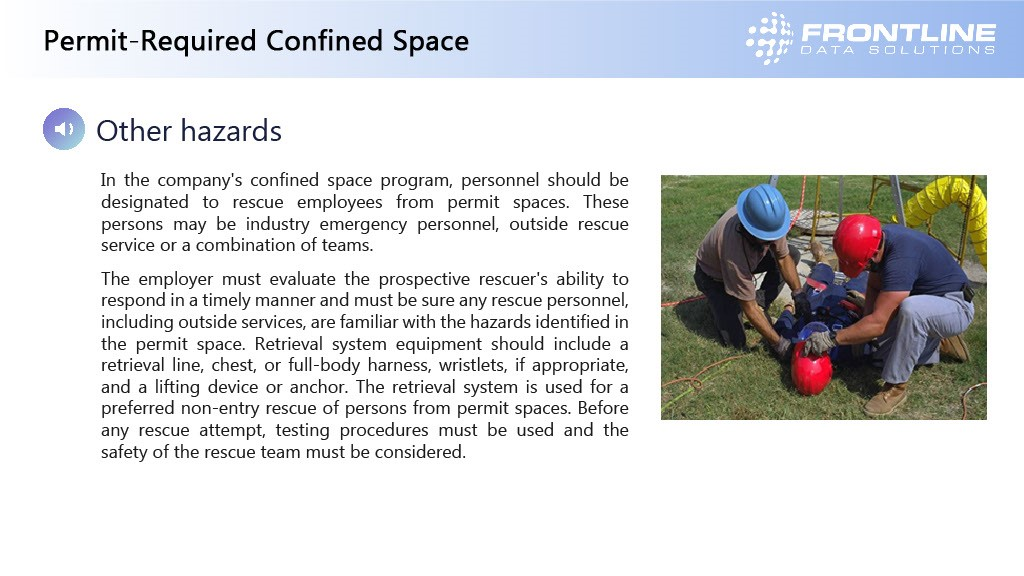 Permit-Required Confined Space
FRONTLINE
DATA SOLUTIONS
Other hazards
In the company's confined space program, personnel should be
designated to rescue employees from permit spaces. These
persons may be industry emergency personnel, outside rescue
service or a combination of teams.
The employer must evaluate the prospective rescuer's ability to
respond in a timely manner and must be sure any rescue personnel,
including outside services, are familiar with the hazards identified in
the permit space. Retrieval system equipment should include a
retrieval line, chest, or full-body harness, wristlets, if appropriate,
and a lifting device or anchor. The retrieval system is used for a
preferred non-entry rescue of persons from permit spaces. Before
any rescue attempt, testing procedures must be used and the
safety of the rescue team must be considered.